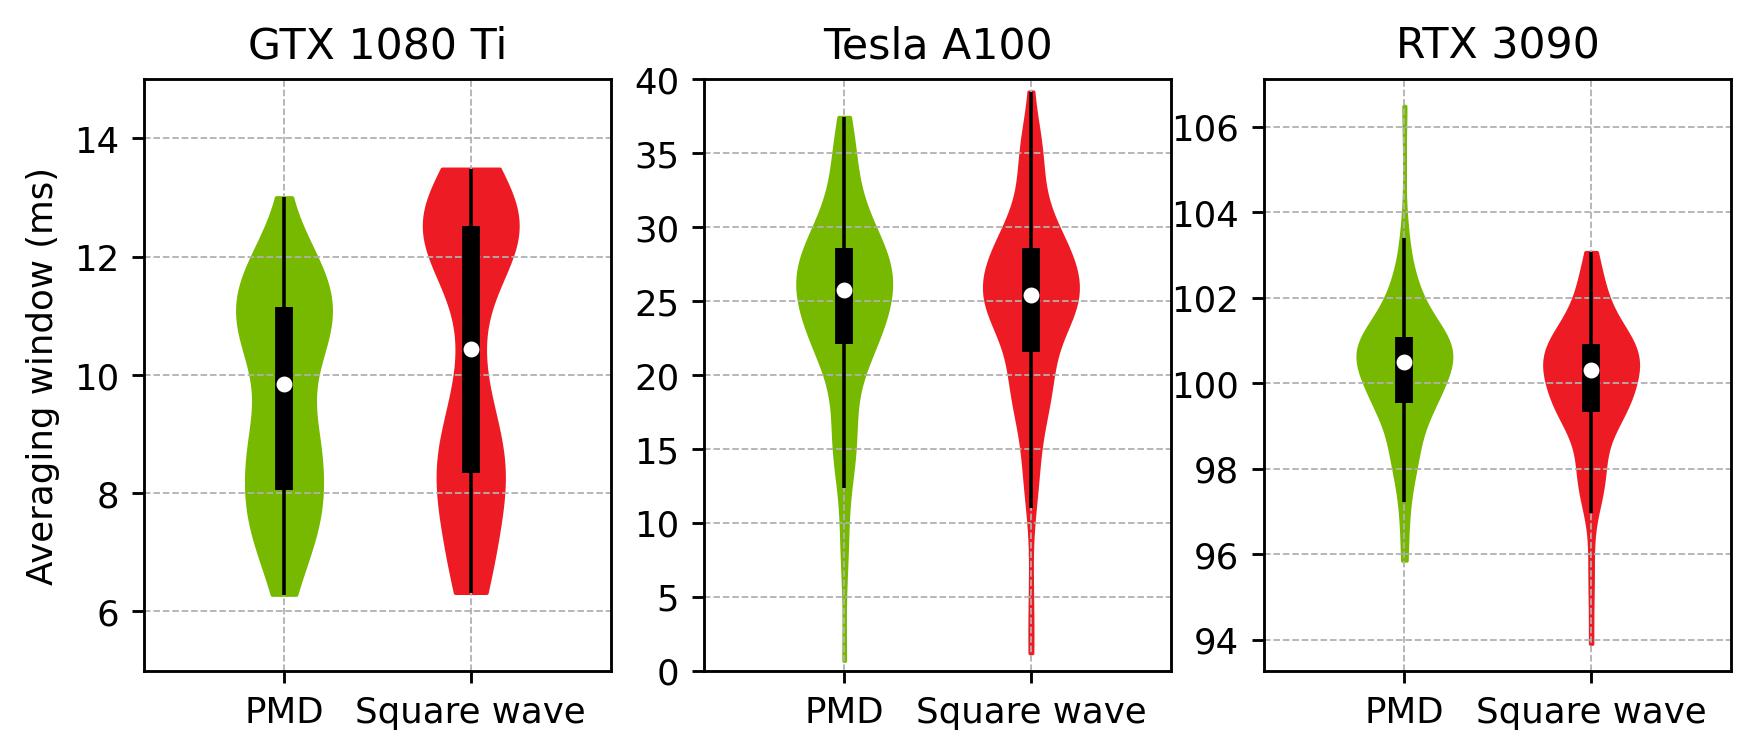 GTX 1080 Ti
Tesla A100
RTX 3090
Averaging window (ms)
14
12
10
8
6
PMD
Square wave
40
35
30
25
20
15
10
5
0
PMD
Square wave
106
104
102
100
98
96
94
PMD
Square wave